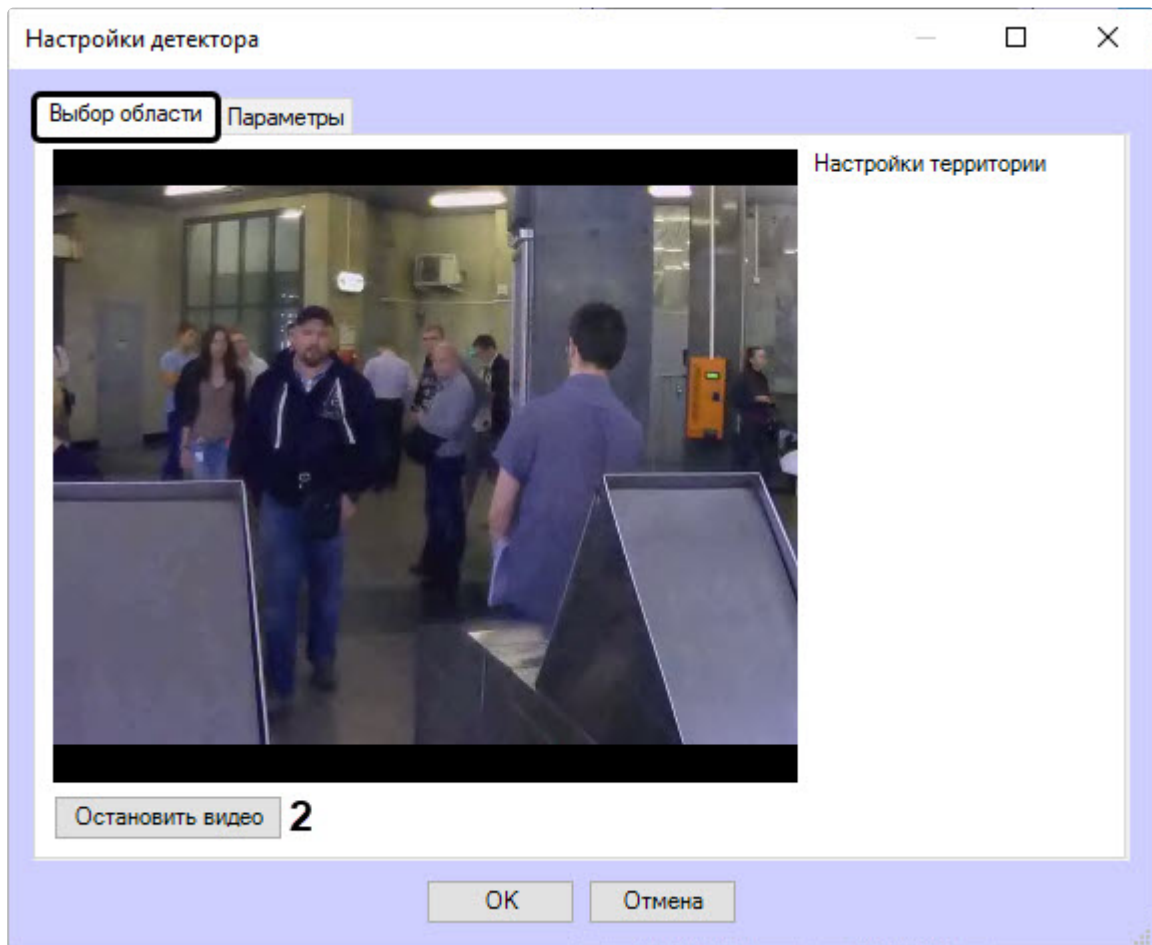 Настройки детектора
Выбор области
Параметры
Настройки территории
Остановить видео 2
OK
Отмена